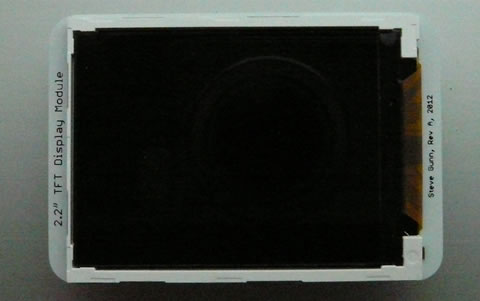 2.2" TFT Display Module
Steve Gunn, Rev A, 2012